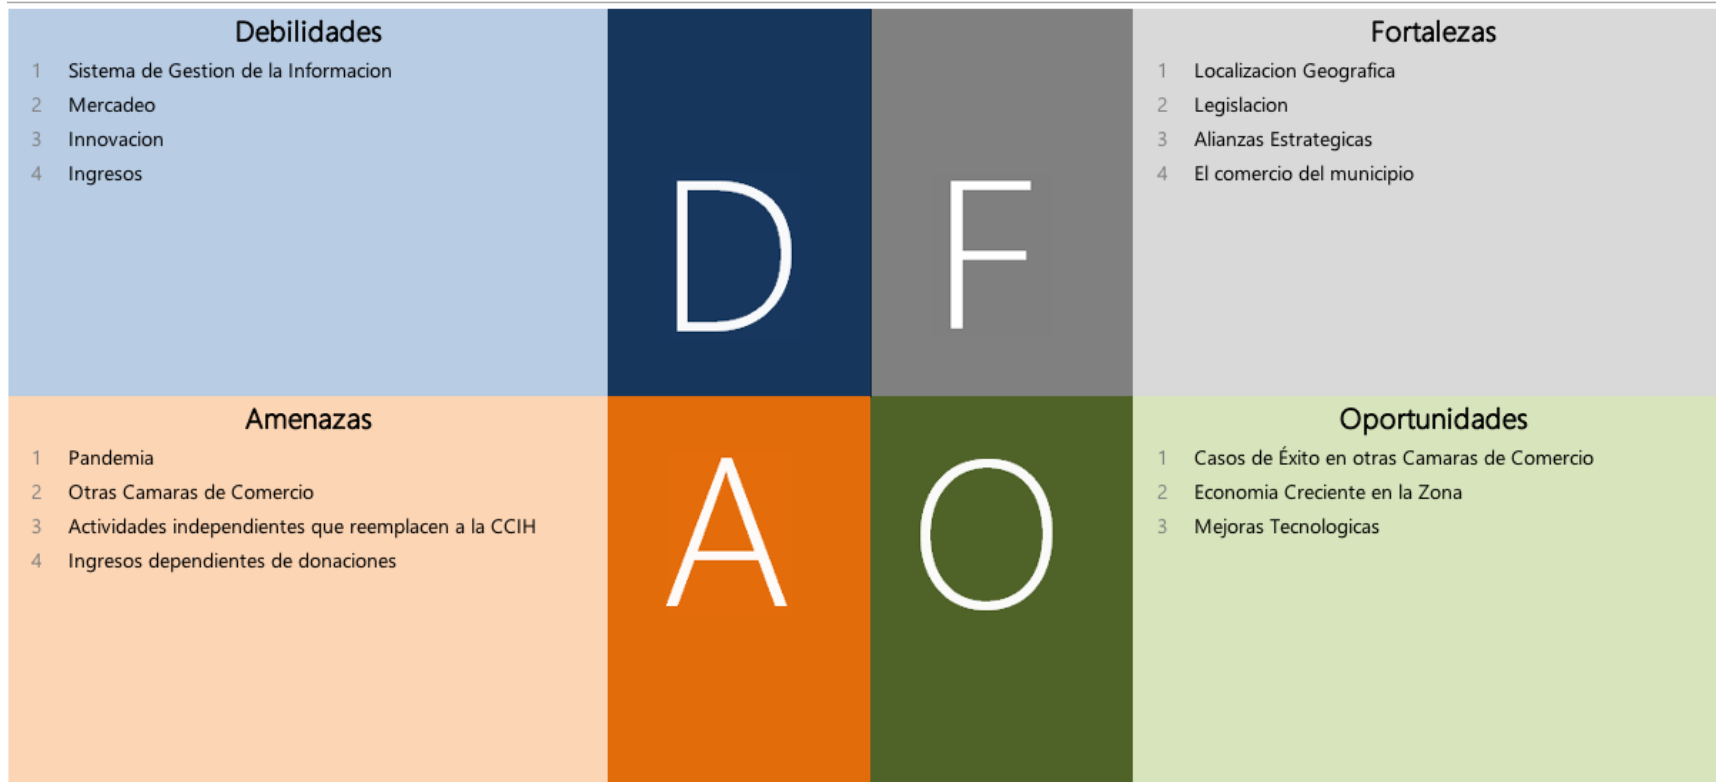 Debilidades
1 Sistema de Gestion de la Informacion
2 Mercadeo
3 Innovacion
4 Ingresos
D
F
Fortalezas
1 Localizacion Geografica
2 Legislacion
3 Alianzas Estrategicas
4 El comercio del municipio
Amenazas
1 Pandemia
2 Otras Camaras de Comercio
3 Actividades independientes que reemplacen a la CCIH
4 Ingresos dependientes de donaciones
A
O
Oportunidades
1 Casos de Éxito en otras Camaras de Comercio
2 Economia Creciente en la Zona
3 Mejoras Tecnologicas